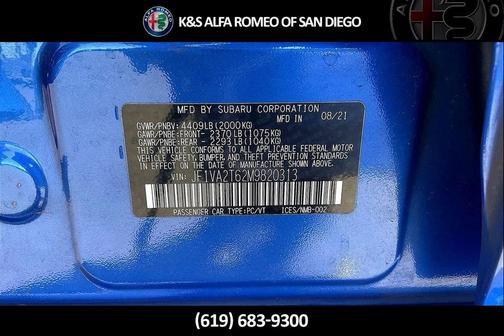 K&S ALFA ROMEO OF SAN DIEGO
MFD BY SUBARU CORPORATION
MFD IN 08/21
GVWR/PNBV: 4409LB (2000KG)
GAWR/PNBE:FRONT- 2370LB (1075KG)
GAWR/PNBE:REAR - 2293LB (1040KG)
THIS VEHICLE CONFORMS TO ALL APPLICABLE FEDERAL MOTOR
VEHICLE SAFETY, BUMPER, AND THEFT PREVENTION STANDARDS
IN EFFECT ON THE DATE OF MANUFACTURE SHOWN ABOVE.
VIN: JF1VA2T62M9820313
PASSENGER CAR TYPE:PC/VT ICES/NMB-002
(619) 683-9300